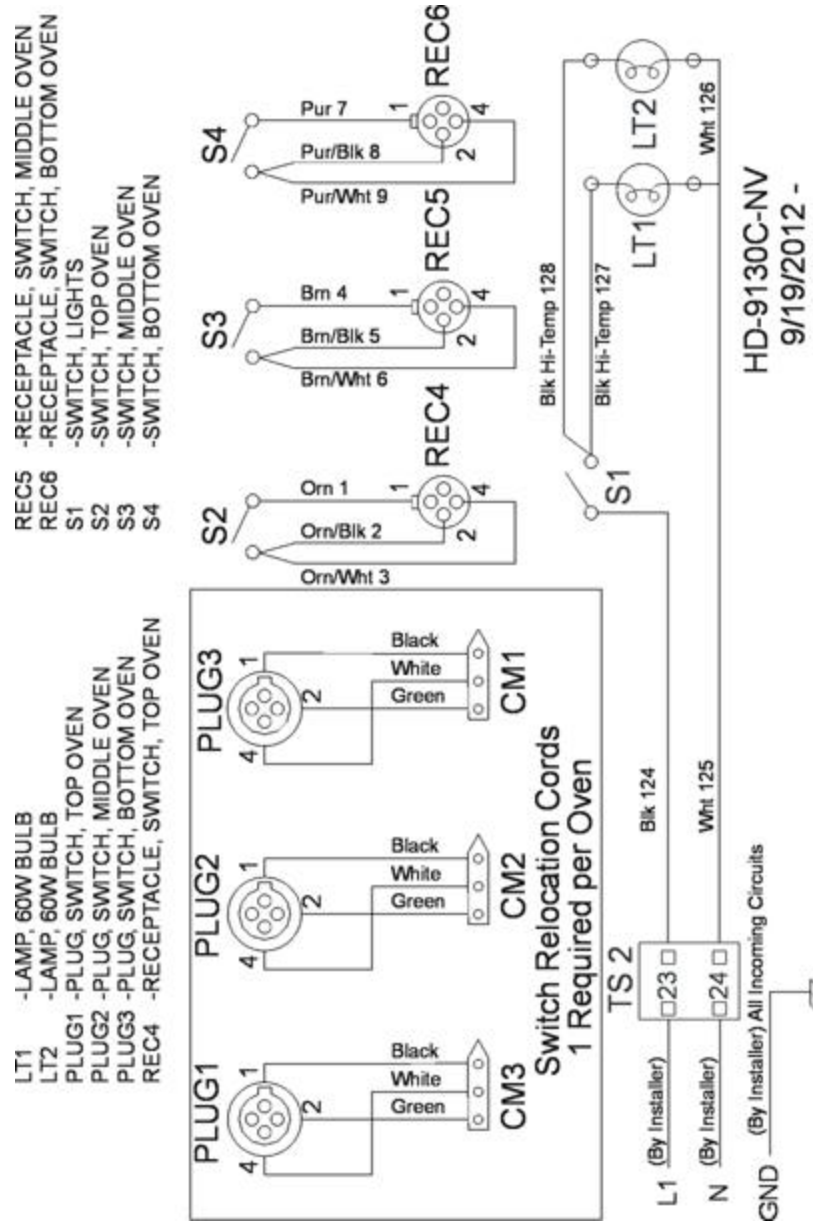 LT1 -LAMP, 60W BULB
LT2 -LAMP, 60W BULB
PLUG1 -PLUG, SWITCH, TOP OVEN
PLUG2 -PLUG, SWITCH, MIDDLE OVEN
PLUG3 -PLUG, SWITCH, BOTTOM OVEN
REC4 -RECEPTACLE, SWITCH, TOP OVEN
REC5 -RECEPTACLE, SWITCH, MIDDLE OVEN
REC6 -RECEPTACLE, SWITCH, BOTTOM OVEN
S1 -SWITCH, LIGHTS
S2 -SWITCH, TOP OVEN
S3 -SWITCH, MIDDLE OVEN
S4 -SWITCH, BOTTOM OVEN
PLUG1
4
1
2
Black
White
Green
CM3
PLUG2
4
1
2
Black
White
Green
CM2
PLUG3
4
1
2
Black
White
Green
CM1
Switch Relocation Cords
1 Required per Oven
S2
Orn 1
Orn/Blk 2
Orn/Wht 3
1
2
4
REC4
S3
Brn 4
Brn/Blk 5
Brn/Wht 6
1
2
4
REC5
S4
Pur 7
Pur/Blk 8
Pur/Wht 9
1
2
4
REC6
TS 2
L1 (By Installer)
23
Blk 124
S1
Blk Hi-Temp 128
Blk Hi-Temp 127
LT1
LT2
Wht 126
N (By Installer)
24
Wht 125
GND (By Installer) All Incoming Circuits
HD-9130C-NV
9/19/2012 -